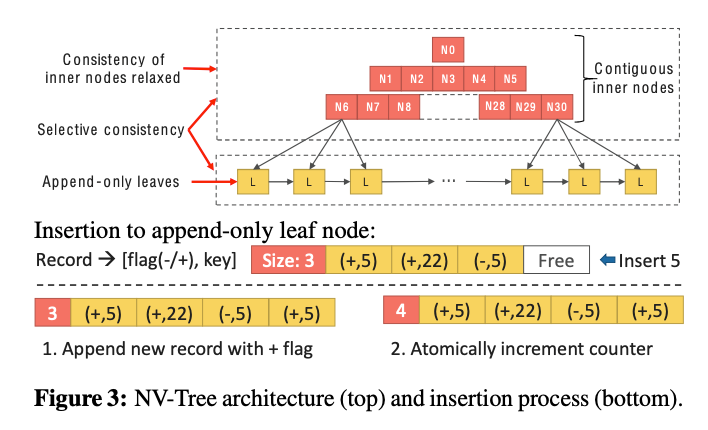 Consistency of
inner nodes relaxed
Selective consistency
Append-only leaves
N0
N1 N2 N3 N4 N5
N6 N7 N8 N28 N29 N30
Contiguous
inner nodes
L L L ... L L L
Insertion to append-only leaf node:
Record → [flag(-/+), key] Size: 3 (+,5) (+,22) (-,5) Free Insert 5
3 (+,5) (+,22) (-,5) (+,5)
4 (+,5) (+,22) (-,5) (+,5)
1. Append new record with + flag
2. Atomically increment counter
Figure 3: NV-Tree architecture (top) and insertion process (bottom).